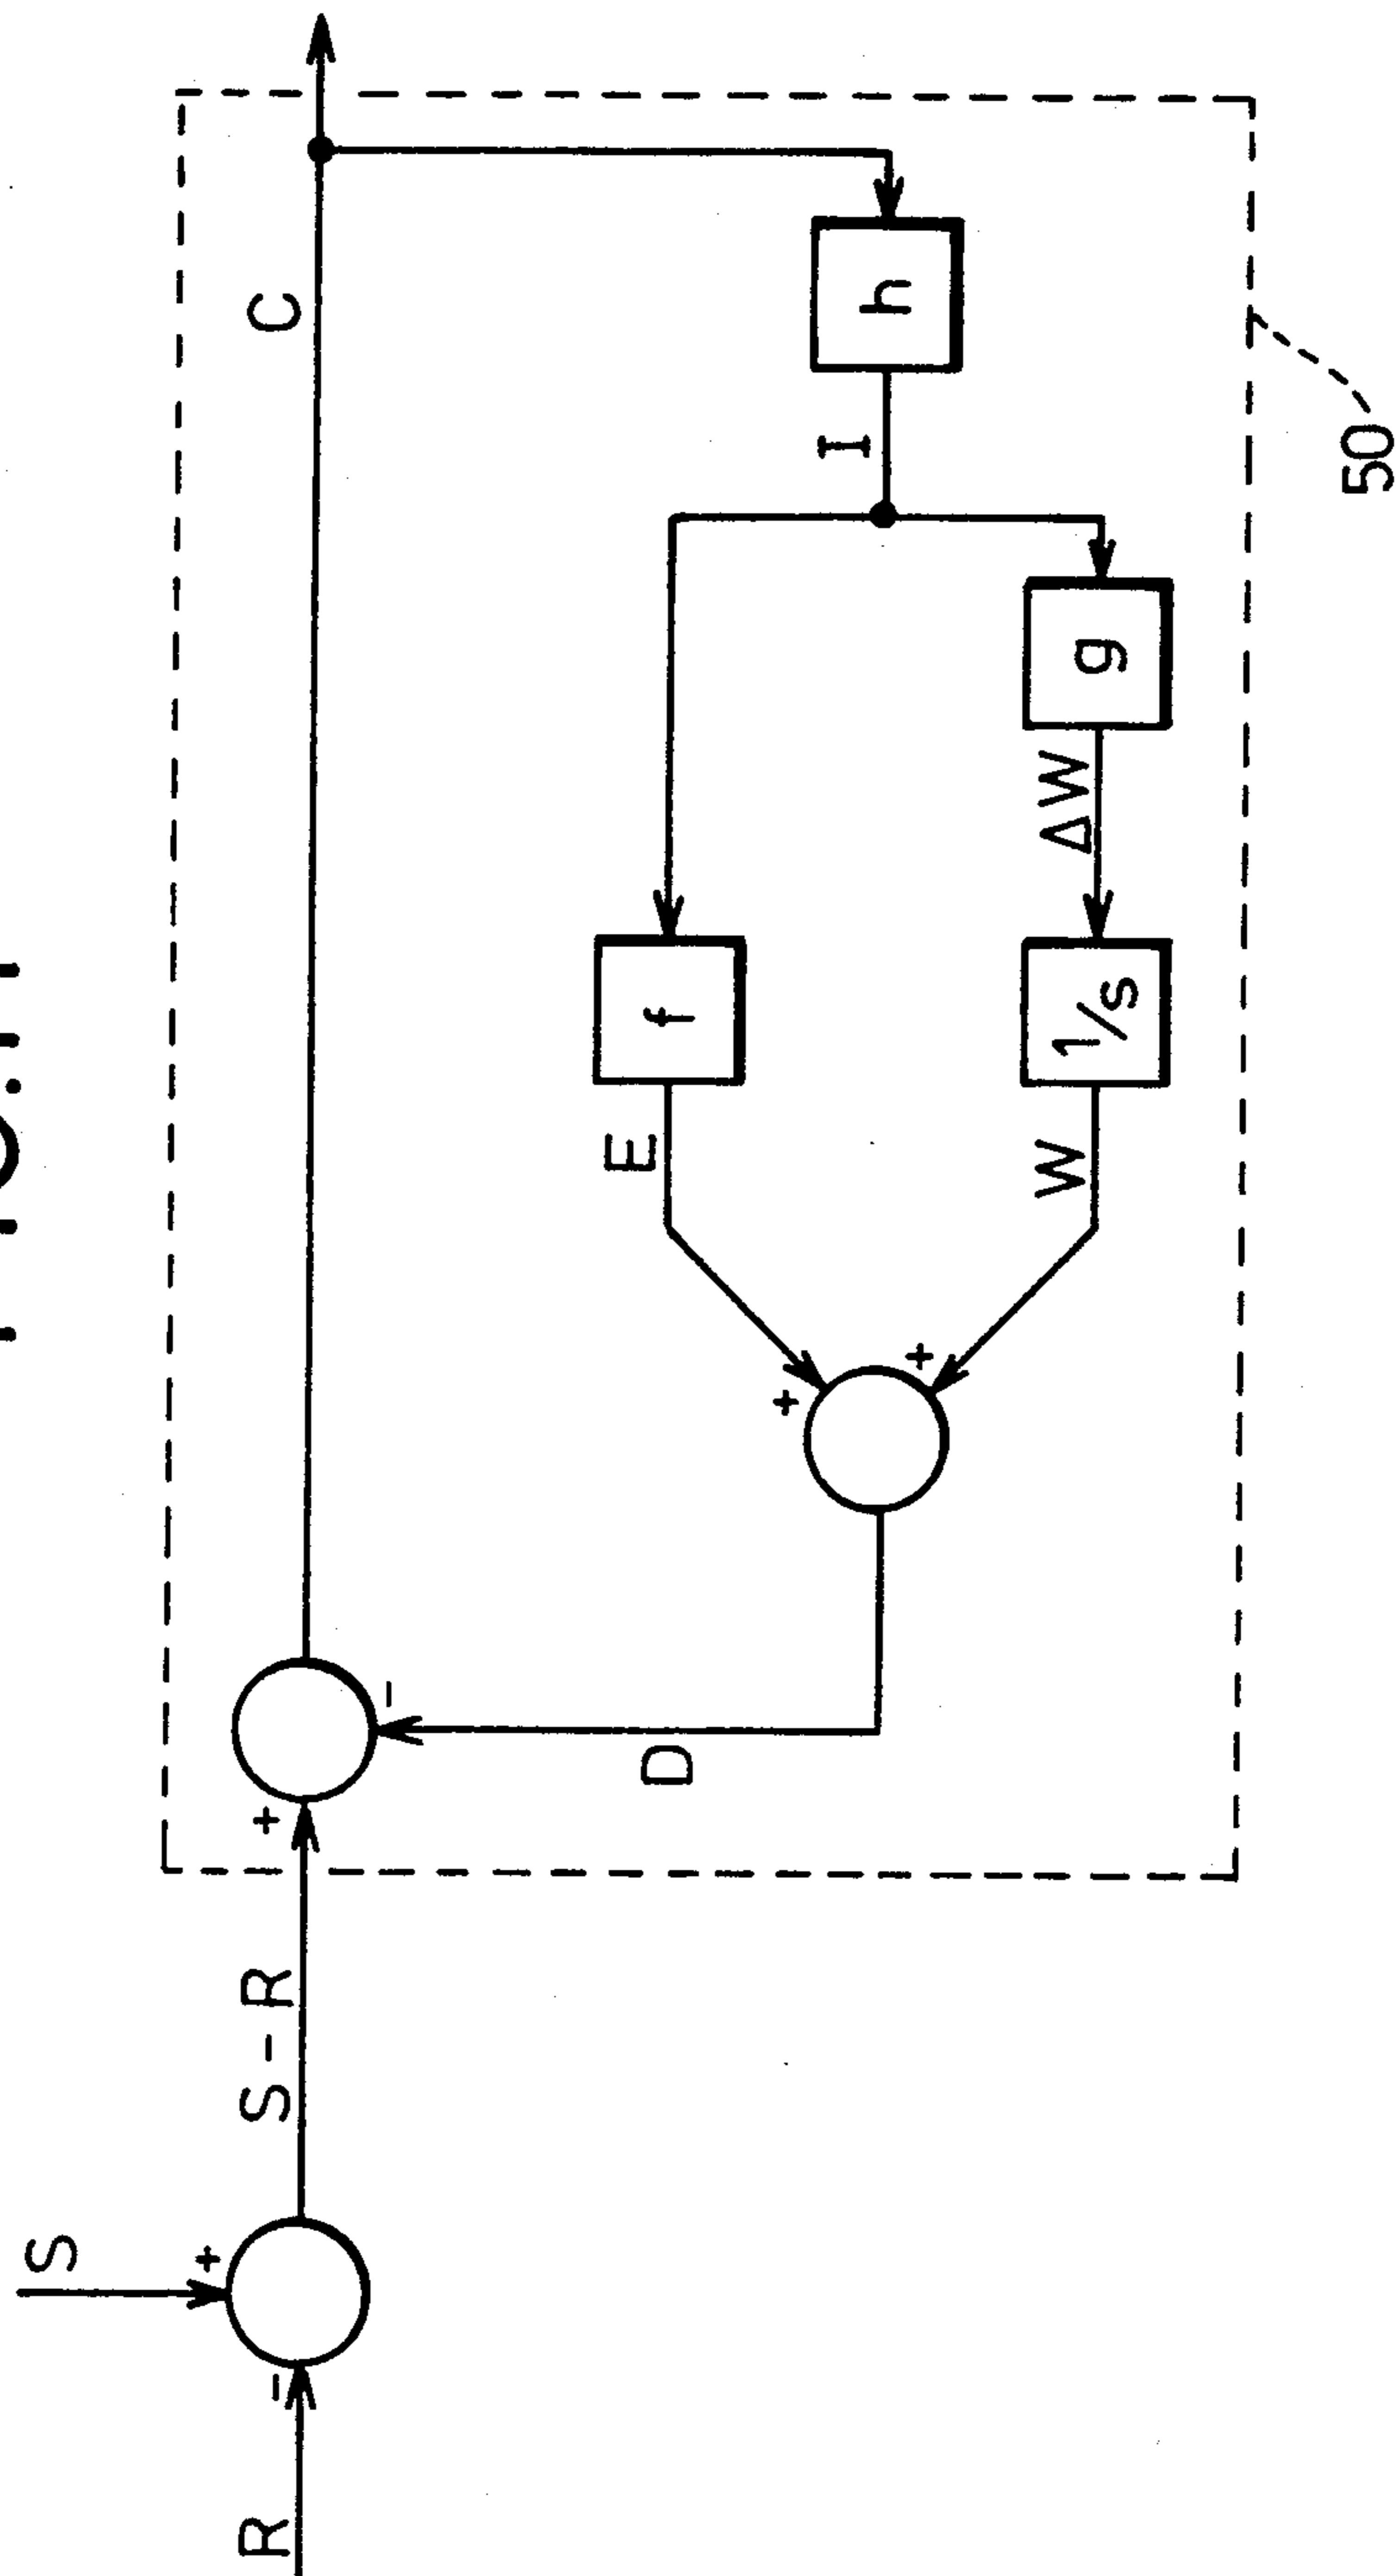 R
-
S
+
S-R
+
-
C
D
+
+
E
W
f
1/s
ΔW
g
I
h
50